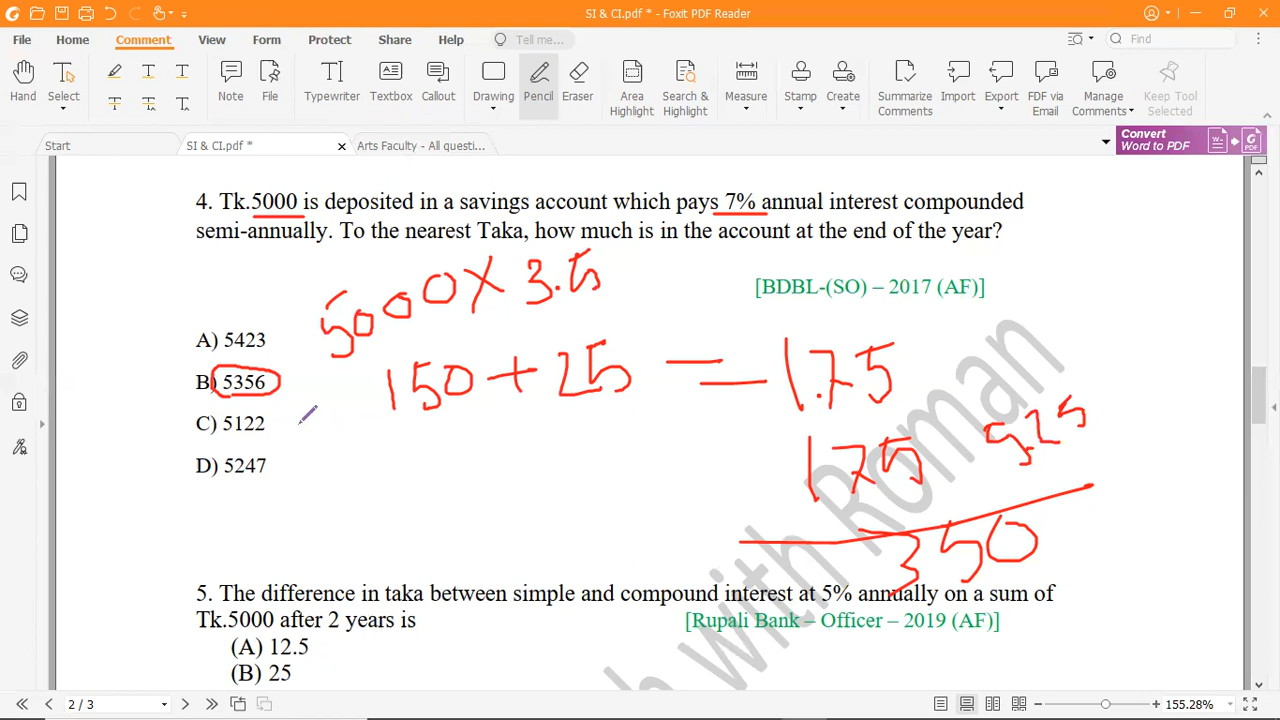 SI & CI.pdf * - Foxit PDF Reader
File Home Comment View Form Protect Share Help Tell me... Find
Hand Select Note File Typewriter Textbox Callout Drawing Pencil Eraser Area Highlight Search & Highlight Measure Stamp Create Summarize Comments Import Export FDF via Email Manage Comments Keep Tool Selected
Start SI & CI.pdf * Arts Faculty - All questi... Convert Word to PDF
4. Tk.5000 is deposited in a savings account which pays 7% annual interest compounded
semi-annually. To the nearest Taka, how much is in the account at the end of the year?
[BDBL-(SO) – 2017 (AF)]
5000 X 3.5
A) 5423
B) 5356
150 + 25 = 175
C) 5122
175
5,25
D) 5247
350
with Roman
5. The difference in taka between simple and compound interest at 5% annually on a sum of
Tk.5000 after 2 years is
[Rupali Bank – Officer – 2019 (AF)]
(A) 12.5
(B) 25
2 / 3 155.28%